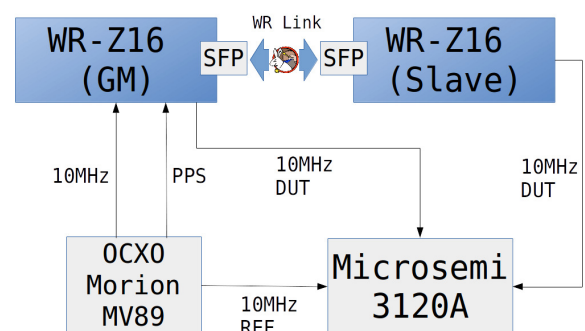 WR Link
WR-Z16
(GM)
SFP
SFP
WR-Z16
(Slave)
10MHz
PPS
10MHz
DUT
10MHz
DUT
OCXO
Morion
MV89
10MHz
REF
Microsemi
3120A